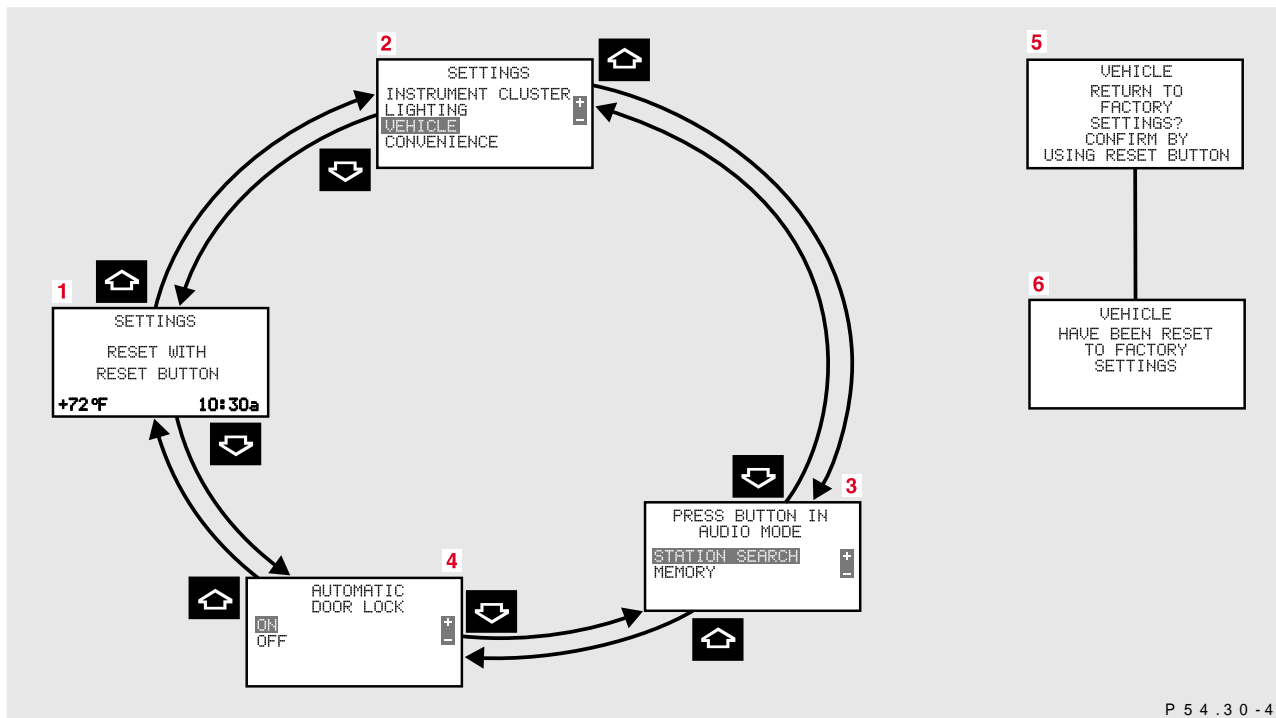 2
SETTINGS
INSTRUMENT CLUSTER
LIGHTING
VEHICLE
CONVENIENCE
+
–
5
VEHICLE
RETURN TO
FACTORY
SETTINGS?
CONFIRM BY
USING RESET BUTTON
1
SETTINGS
RESET WITH
RESET BUTTON
+72°F 10:30a
6
VEHICLE
HAVE BEEN RESET
TO FACTORY
SETTINGS
3
PRESS BUTTON IN
AUDIO MODE
STATION SEARCH
MEMORY
+
–
4
AUTOMATIC
DOOR LOCK
ON
OFF
+
–
P54.30-4